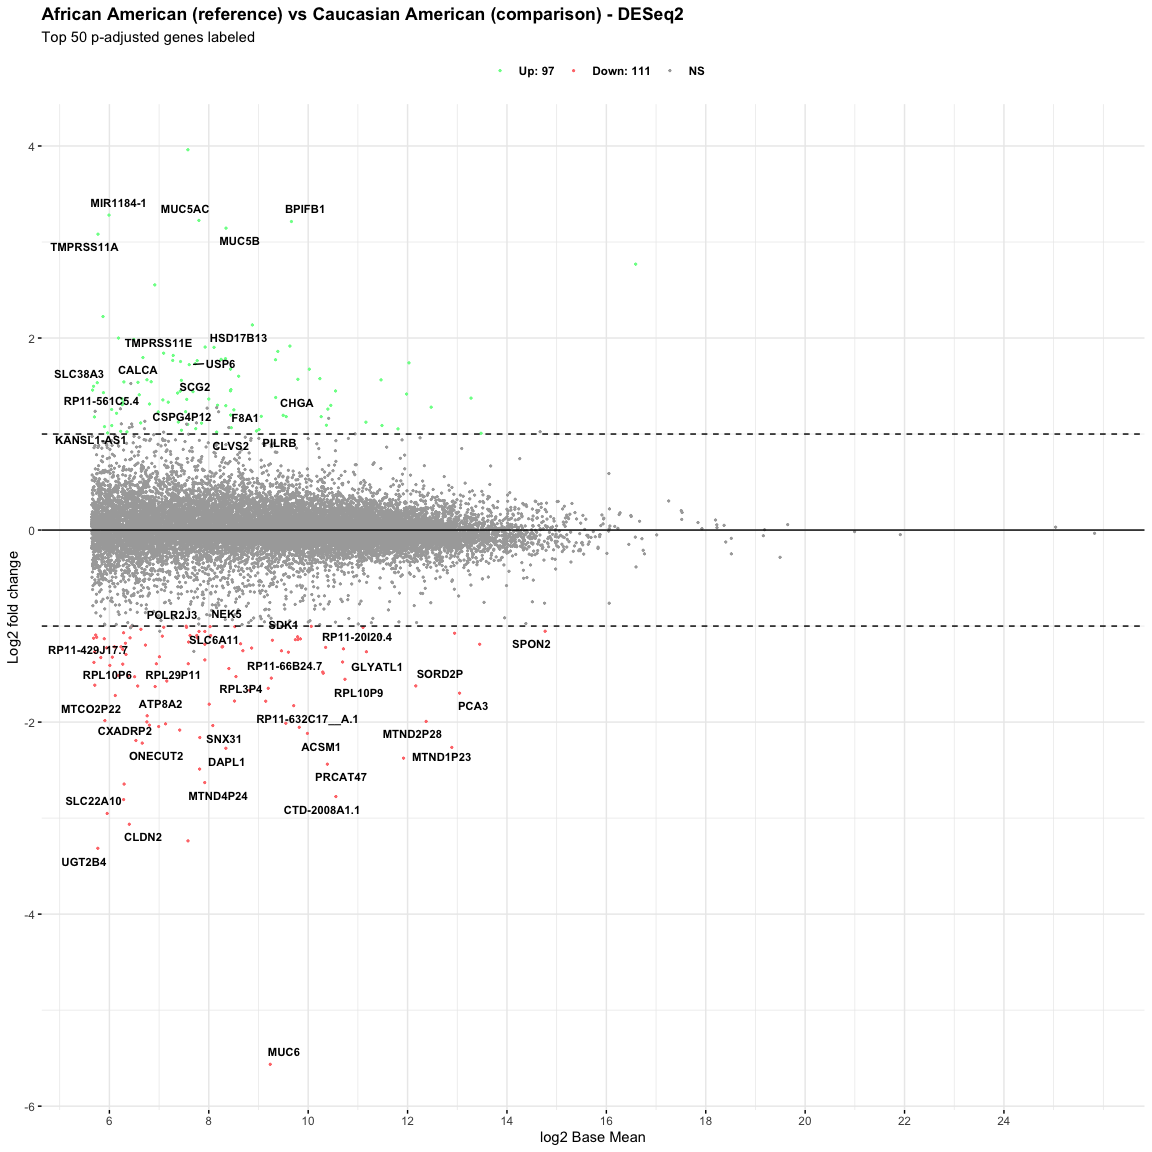 African American (reference) vs Caucasian American (comparison) - DESeq2
Top 50 p-adjusted genes labeled
Up: 97 Down: 111 NS
4
MIR1184-1
MUC5AC
BPIFB1
MUC5B
TMPRSS11A
2
HSD17B13
TMPRSS11E
USP6
CALCA
SLC38A3
SCG2
RP11-561C5.4
CHGA
CSPG4P12
F8A1
KANSL1-AS1
CLVS2
PILRB
0
Log2 fold change
POLR2J3
NEK5
SDK1
RP11-20I20.4
SLC6A11
SPON2
RP11-429J17.7
RP11-66B24.7
GLYATL1
RPL10P6
RPL29P11
SORD2P
RPL3P4
RPL10P9
ATP8A2
PCA3
MTCO2P22
RP11-632C17__A.1
-2
CXADRP2
MTND2P28
SNX31
ACSM1
ONECUT2
MTND1P23
DAPL1
PRCAT47
MTND4P24
SLC22A10
CTD-2008A1.1
CLDN2
UGT2B4
-4
MUC6
-6
6 8 10 12 14 16 18 20 22 24
log2 Base Mean